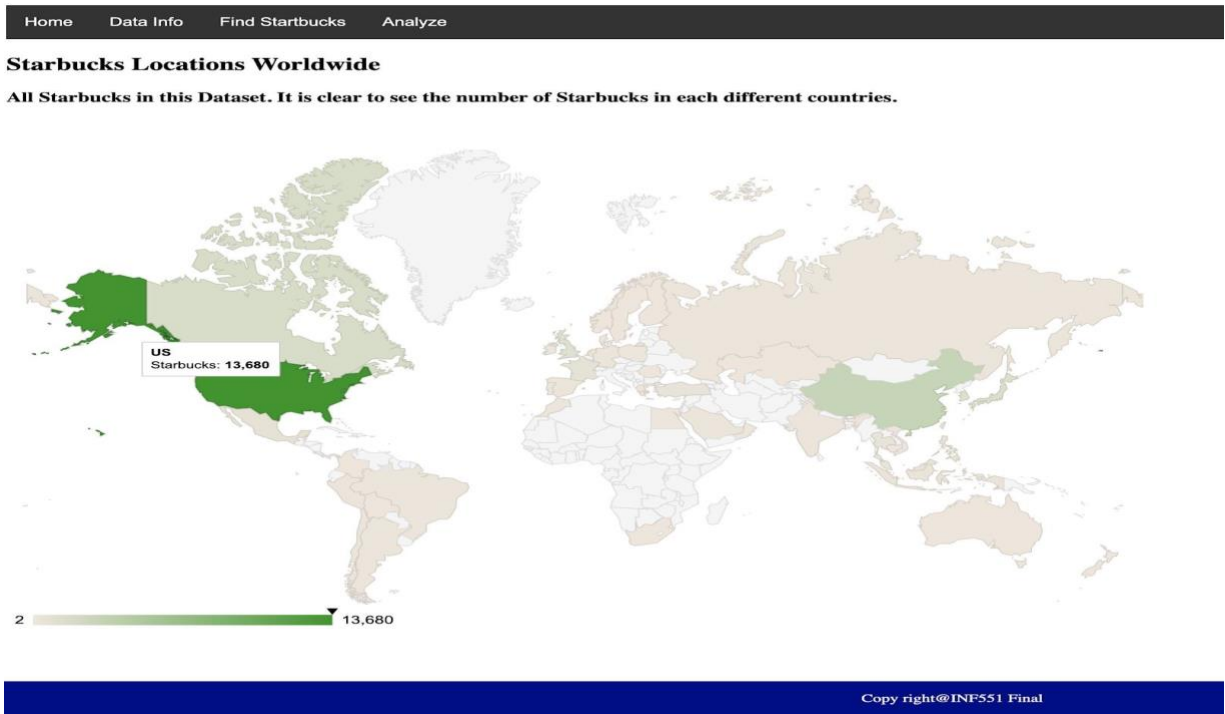 Home Data Info Find Startbucks Analyze
Starbucks Locations Worldwide
All Starbucks in this Dataset. It is clear to see the number of Starbucks in each different countries.
US
Starbucks: 13,680
2 13,680
Copy right@INF551 Final